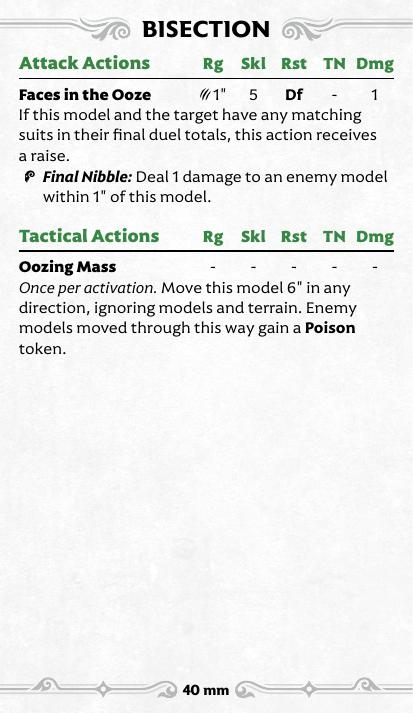 BISECTION
Attack Actions Rg Skl Rst TN Dmg
Faces in the Ooze 1" 5 Df - 1
If this model and the target have any matching
suits in their final duel totals, this action receives
a raise.
Final Nibble: Deal 1 damage to an enemy model
within 1" of this model.
Tactical Actions Rg Skl Rst TN Dmg
Oozing Mass - - - - -
Once per activation. Move this model 6" in any
direction, ignoring models and terrain. Enemy
models moved through this way gain a Poison
token.
40 mm